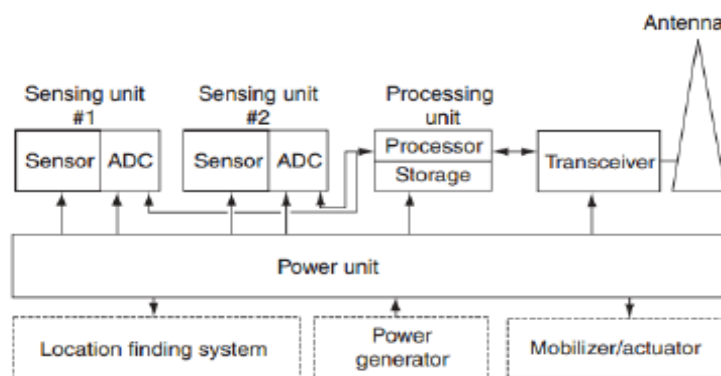 Antenna
Sensing unit
#1
Sensing unit
#2
Processing
unit
Sensor
ADC
Sensor
ADC
Processor
Storage
Transceiver
Power unit
Location finding system
Power
generator
Mobilizer/actuator